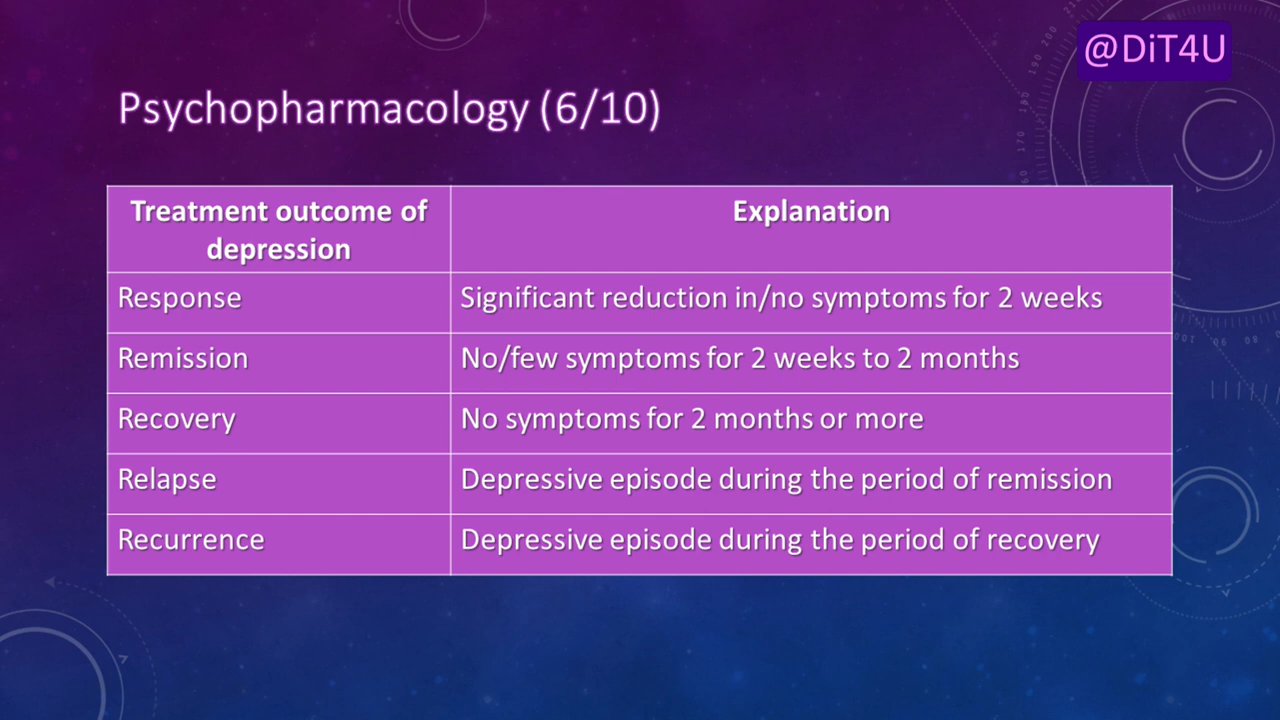 @DiT4U
Psychopharmacology (6/10)
Treatment outcome of
depression
Explanation
Response
Significant reduction in/no symptoms for 2 weeks
Remission
No/few symptoms for 2 weeks to 2 months
Recovery
No symptoms for 2 months or more
Relapse
Depressive episode during the period of remission
Recurrence
Depressive episode during the period of recovery